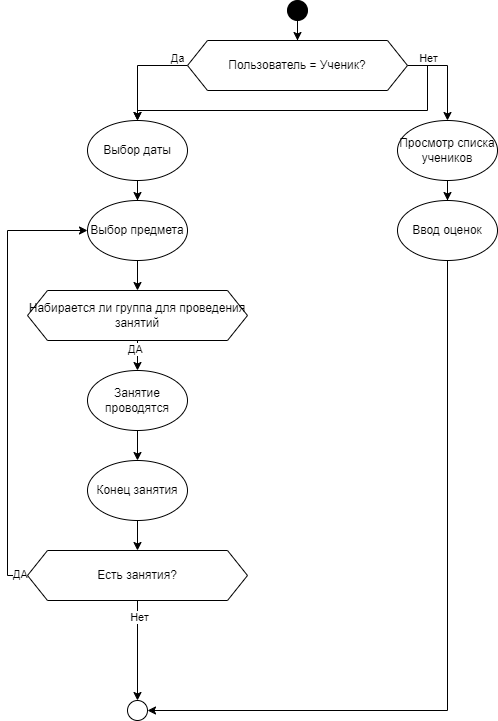 Пользователь = Ученик?
Да
Нет
Выбор даты
Просмотр списка
учеников
Выбор предмета
Ввод оценок
Набирается ли группа для проведения
занятий
ДА
Занятие
проводятся
Конец занятия
Есть занятия?
ДА
Нет